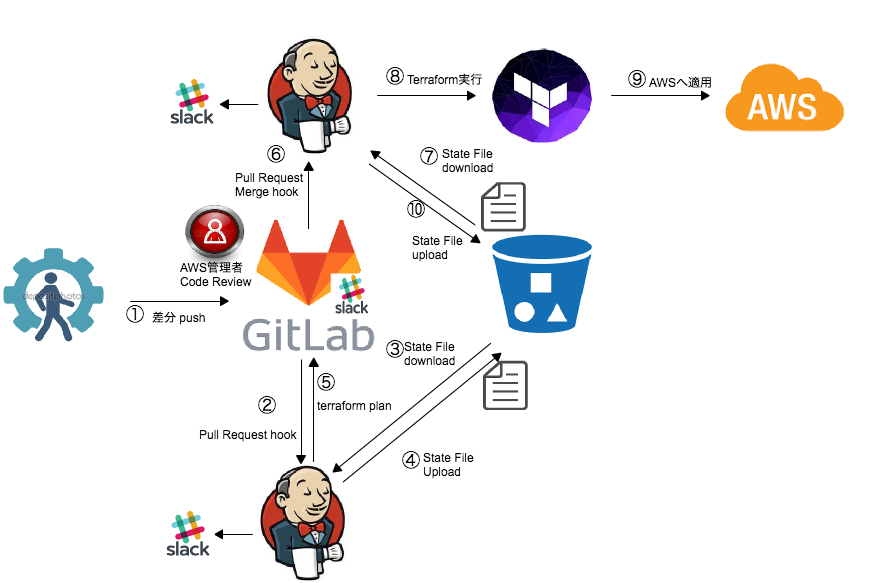 slack
⑧ Terraform実行
⑨ AWSへ適用
AWS
⑥
Pull Request
Merge hook
⑦ State File
download
⑩
State File
upload
AWS管理者
Code Review
depositphotos
① 差分 push
slack
GitLab
③ State File
download
⑤
terraform plan
②
Pull Request hook
④ State File
Upload
slack